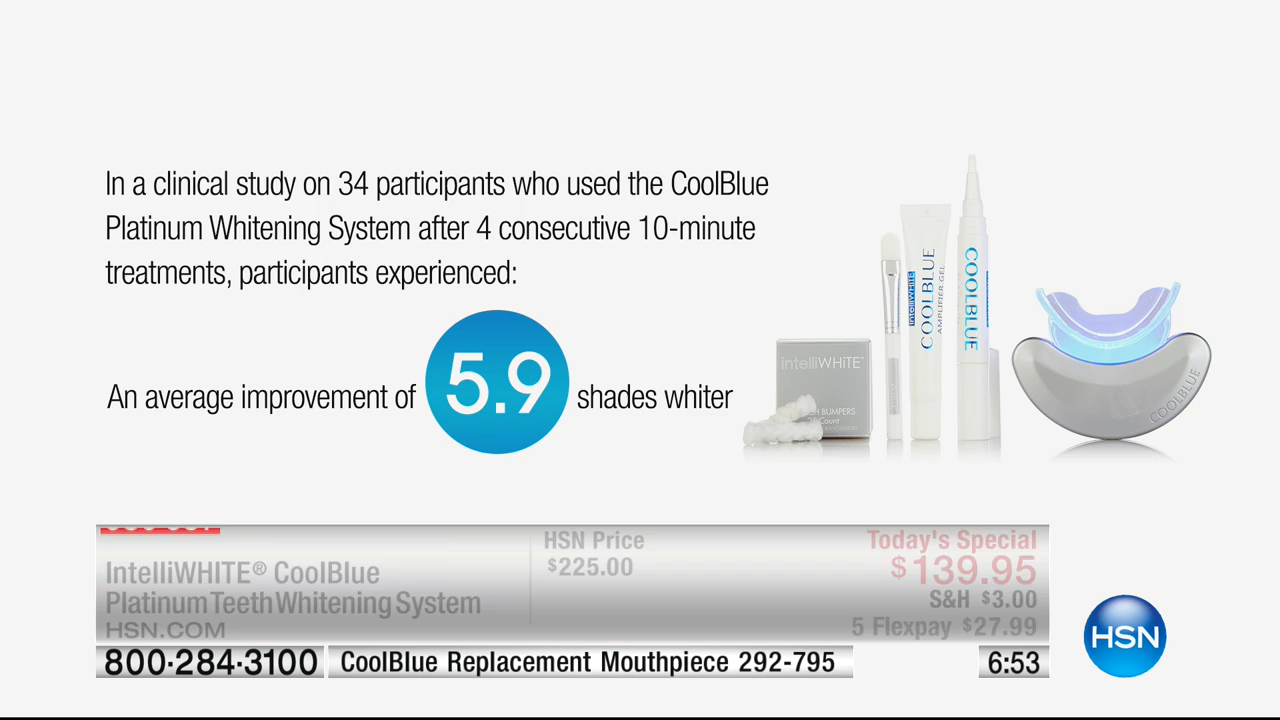 In a clinical study on 34 participants who used the CoolBlue
Platinum Whitening System after 4 consecutive 10-minute
treatments, participants experienced:
An average improvement of 5.9 shades whiter
intelliWHiTE™
BUMPERS
Count
intelliWHiTE
COOLBLUE
AMPLIFIER GEL
COOLBLUE
COOLBLUE
IntelliWHITE® CoolBlue
Platinum Teeth Whitening System
HSN.COM
HSN Price
$225.00
Today's Special
$139.95
S&H $3.00
5 Flexpay $27.99
800·284·3100
CoolBlue Replacement Mouthpiece 292-795
6:53
HSN